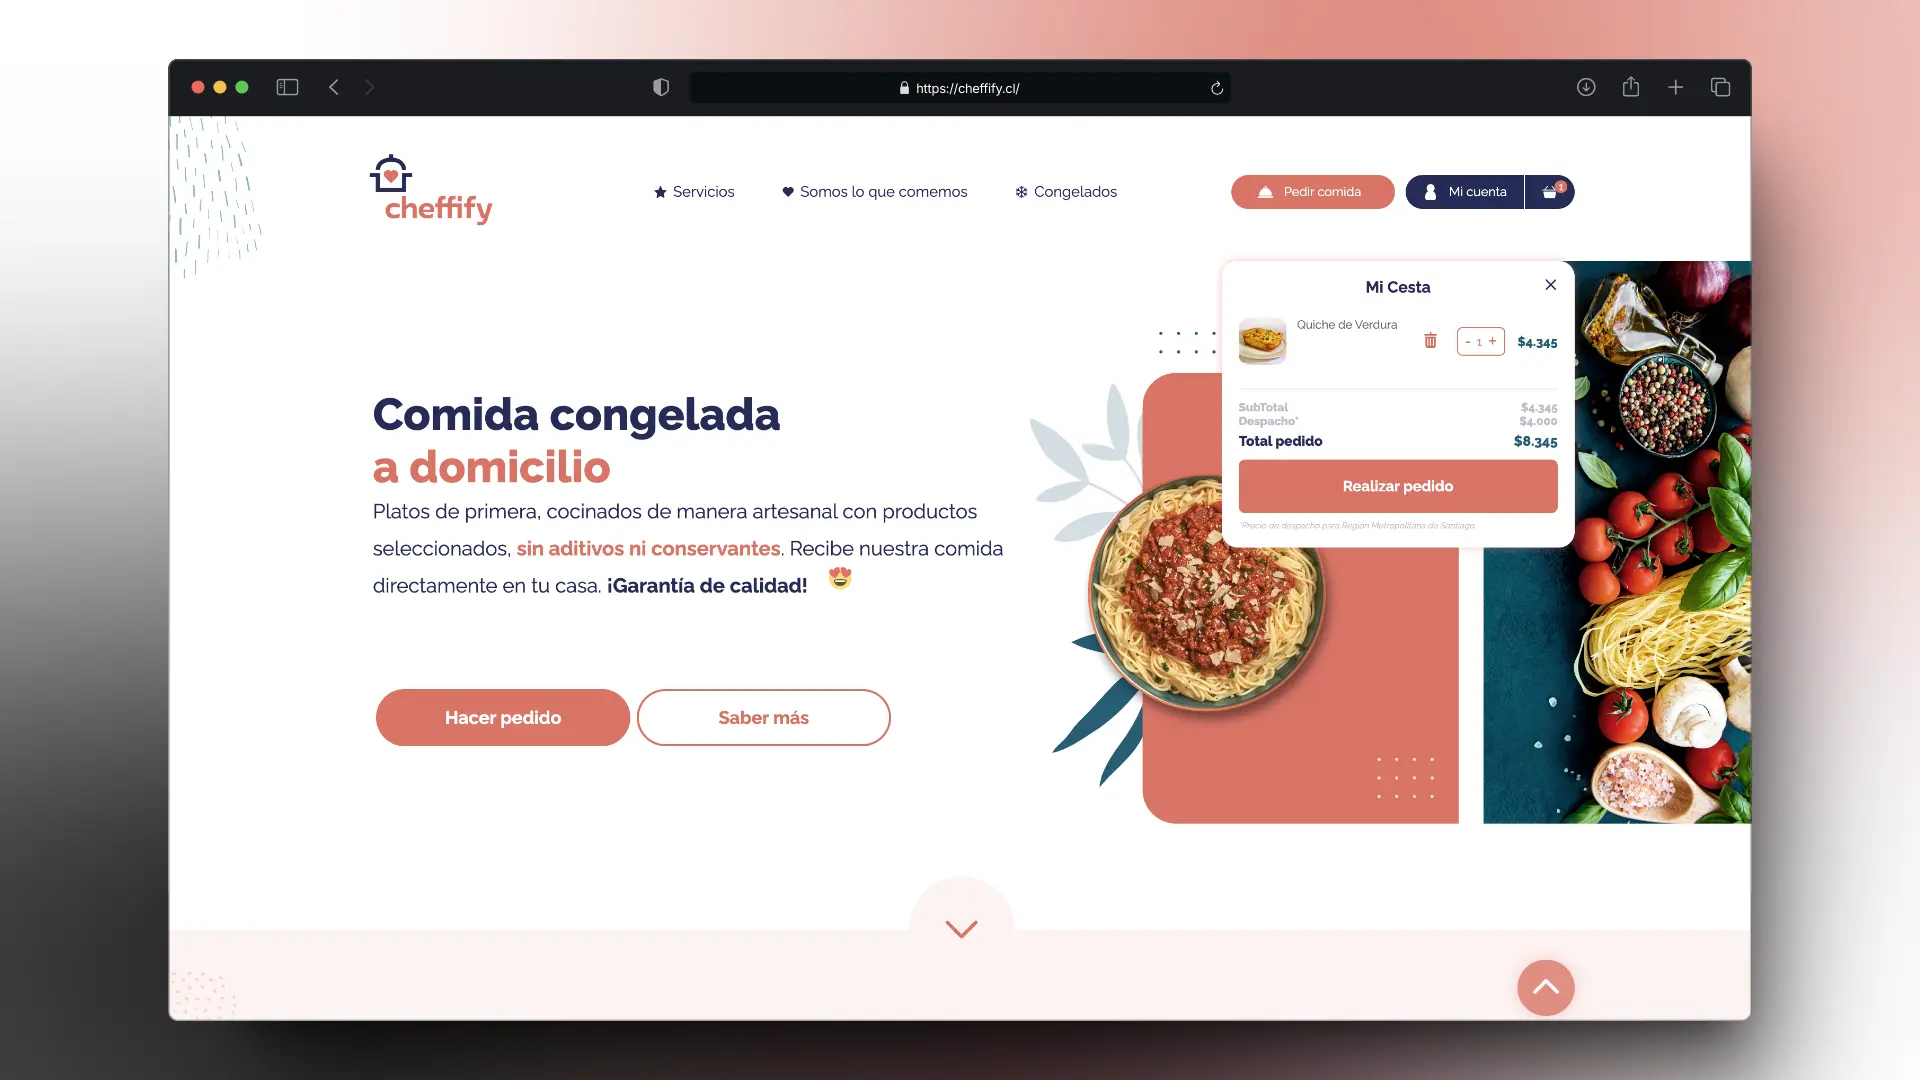 https://cheffify.cl/
cheffify
Servicios
Somos lo que comemos
Congelados
Pedir comida
Mi cuenta
1
Mi Cesta
Quiche de Verdura
- 1 +
$4.345
SubTotal $4.345
Despacho* $4.000
Total pedido $8.345
Realizar pedido
*Precio de despacho para Región Metropolitana de Santiago.
Comida congelada
a domicilio
Platos de primera, cocinados de manera artesanal con productos
seleccionados, sin aditivos ni conservantes. Recibe nuestra comida
directamente en tu casa. ¡Garantía de calidad! 😍
Hacer pedido
Saber más